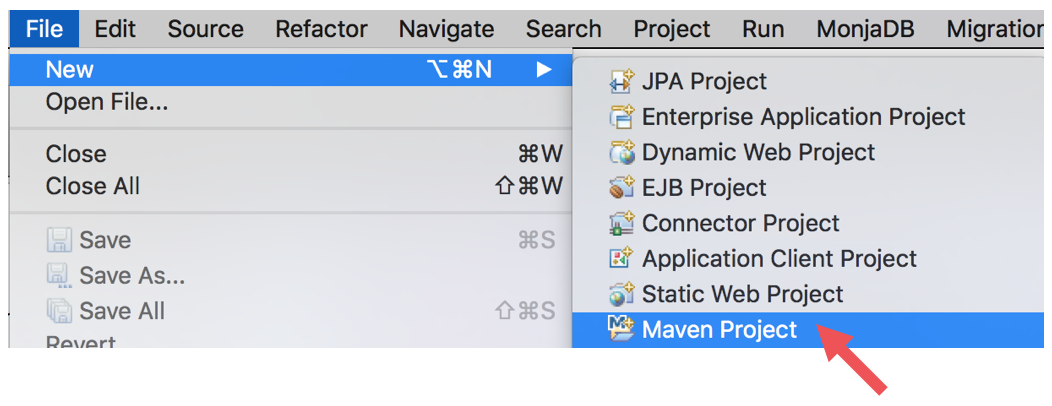 File Edit Source Refactor Navigate Search Project Run MonjaDB Migration
New ⌥⌘N ▶
Open File...
Close ⌘W
Close All ⇧⌘W
Save ⌘S
Save As...
Save All ⇧⌘S
Revert
JPA Project
Enterprise Application Project
Dynamic Web Project
EJB Project
Connector Project
Application Client Project
Static Web Project
Maven Project